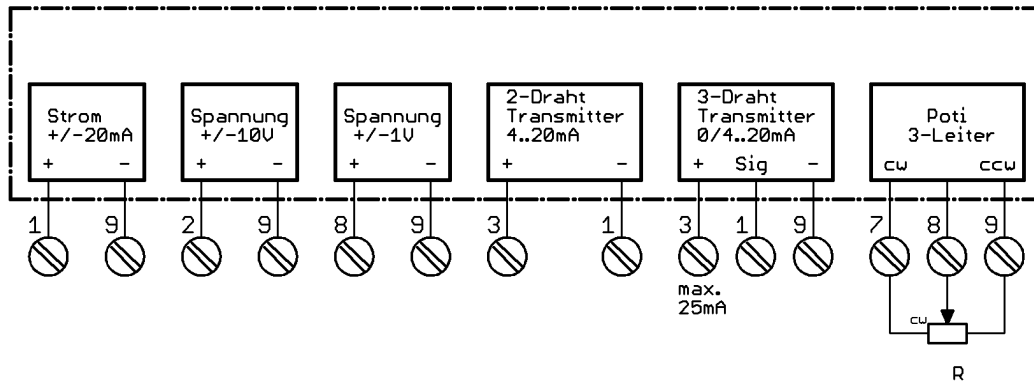 Strom
+/-20mA
+ -
Spannung
+/-10V
+ -
Spannung
+/-1V
+ -
2-Draht
Transmitter
4..20mA
+ -
3-Draht
Transmitter
0/4..20mA
+ Sig -
Poti
3-Leiter
cw ccw
1 9 2 9 8 9 3 1 3 1 9 7 8 9
max.
25mA
cw
R